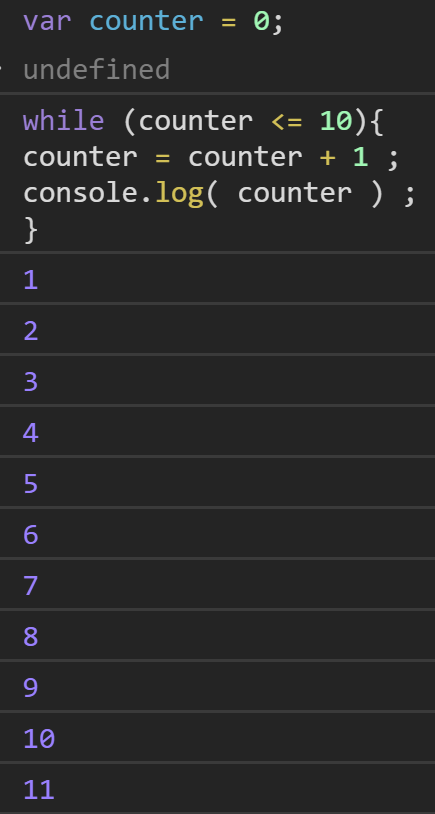 var counter = 0;
undefined
while (counter <= 10){
counter = counter + 1 ;
console.log( counter ) ;
}
1
2
3
4
5
6
7
8
9
10
11